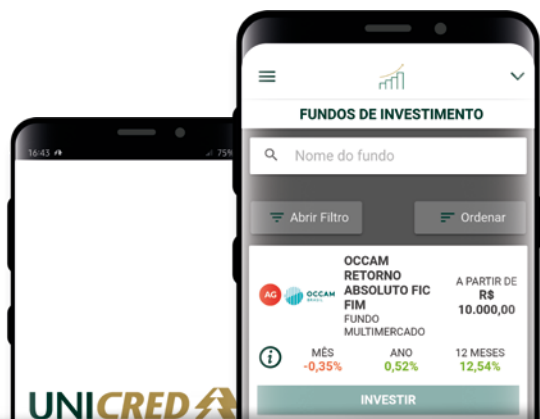 16:43
75%
UNICRED
FUNDOS DE INVESTIMENTO
Nome do fundo
Abrir Filtro
Ordenar
AG
OCCAM
BRASIL
OCCAM
RETORNO
ABSOLUTO FIC
FIM
FUNDO
MULTIMERCADO
A PARTIR DE
R$
10.000,00
MÊS
-0,35%
ANO
0,52%
12 MESES
12,54%
INVESTIR